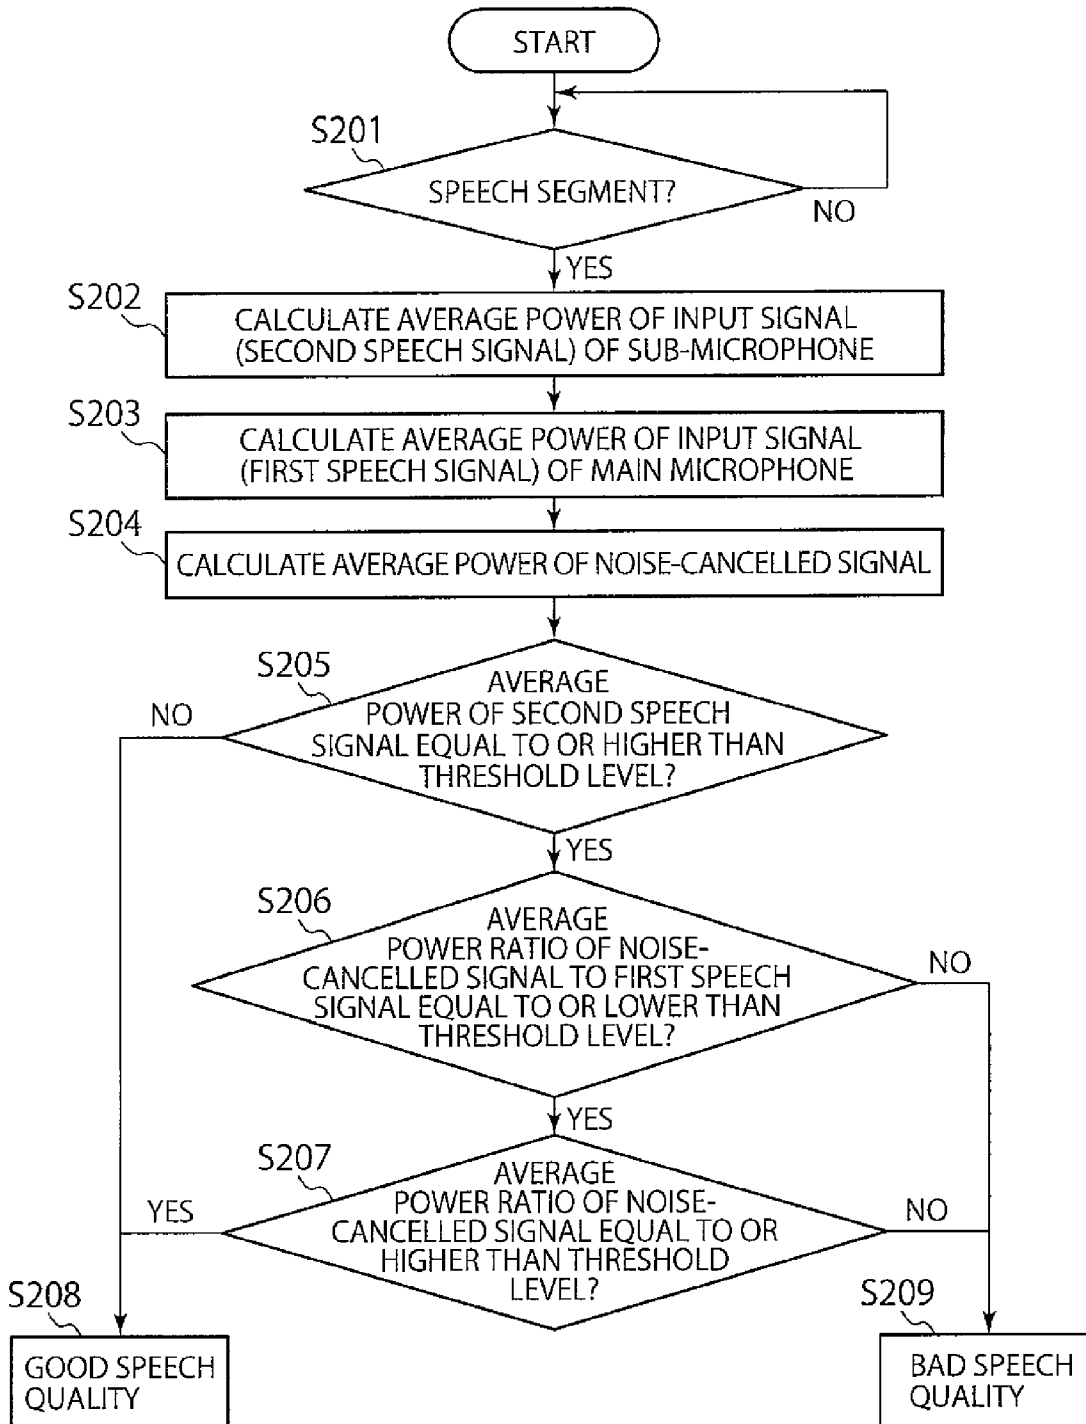 START
S201
SPEECH SEGMENT?
NO
YES
S202
CALCULATE AVERAGE POWER OF INPUT SIGNAL
(SECOND SPEECH SIGNAL) OF SUB-MICROPHONE
S203
CALCULATE AVERAGE POWER OF INPUT SIGNAL
(FIRST SPEECH SIGNAL) OF MAIN MICROPHONE
S204
CALCULATE AVERAGE POWER OF NOISE-CANCELLED SIGNAL
S205
NO
AVERAGE
POWER OF SECOND SPEECH
SIGNAL EQUAL TO OR HIGHER THAN
THRESHOLD LEVEL?
YES
S206
AVERAGE
POWER RATIO OF NOISE-
CANCELLED SIGNAL TO FIRST SPEECH
SIGNAL EQUAL TO OR LOWER THAN
THRESHOLD LEVEL?
NO
YES
S207
YES
AVERAGE
POWER RATIO OF NOISE-
CANCELLED SIGNAL EQUAL TO OR
HIGHER THAN THRESHOLD
LEVEL?
NO
S208
GOOD SPEECH
QUALITY
S209
BAD SPEECH
QUALITY